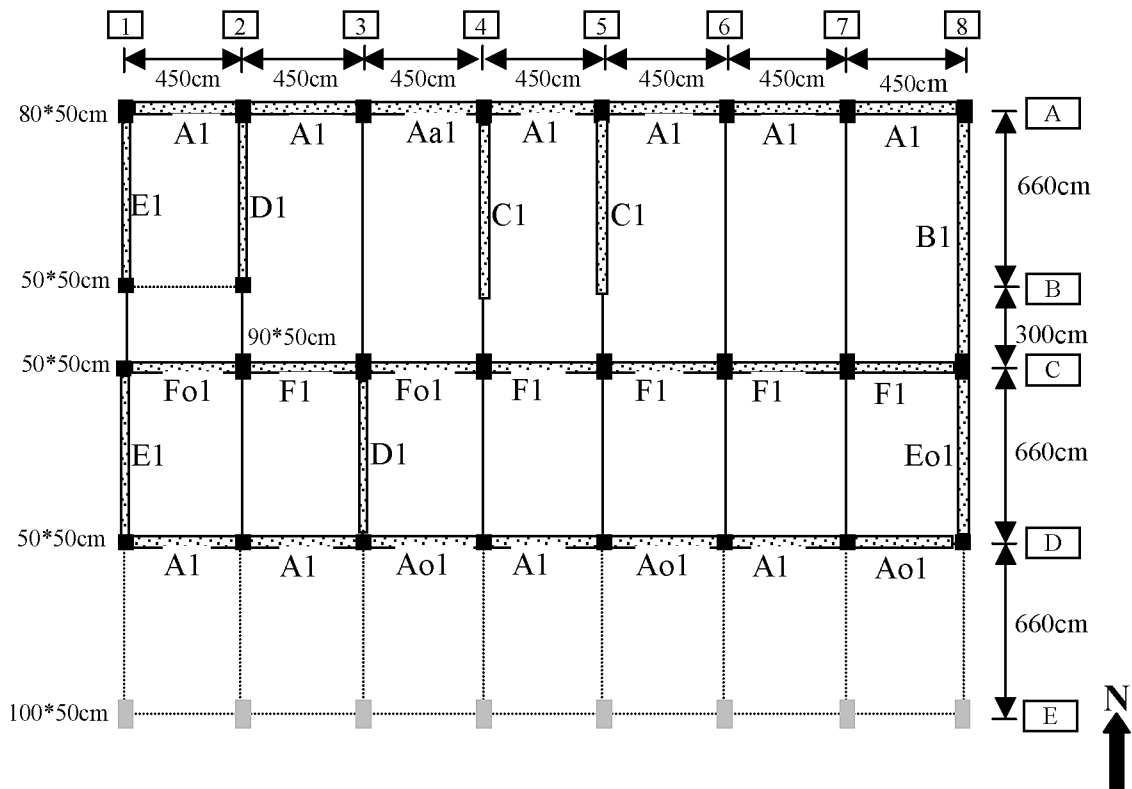 1 2 3 4 5 6 7 8
450cm 450cm 450cm 450cm 450cm 450cm 450cm
80*50cm A
A1 A1 Aa1 A1 A1 A1 A1
660cm
E1 D1 C1 C1 B1
50*50cm B
90*50cm 300cm
50*50cm C
Fo1 F1 Fo1 F1 F1 F1 F1
E1 D1 Eo1 660cm
50*50cm D
A1 A1 Ao1 A1 Ao1 A1 Ao1
660cm
N
100*50cm E